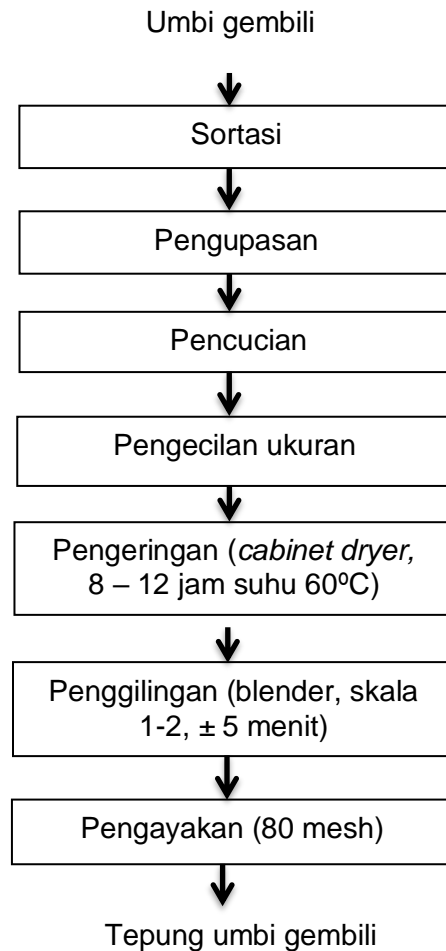 Umbi gembili
Sortasi
Pengupasan
Pencucian
Pengecilan ukuran
Pengeringan (cabinet dryer,
8 – 12 jam suhu 60⁰C)
Penggilingan (blender, skala
1-2, ± 5 menit)
Pengayakan (80 mesh)
Tepung umbi gembili